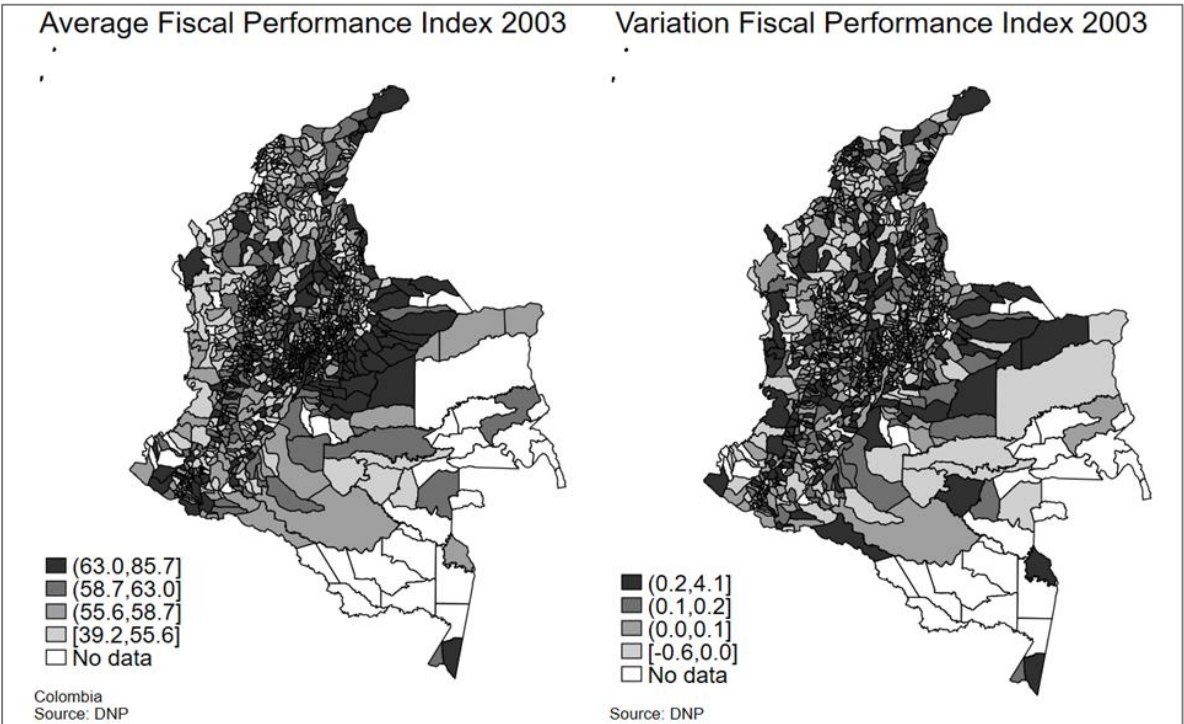 Average Fiscal Performance Index 2003
(63.0,85.7]
(58.7,63.0]
(55.6,58.7]
[39.2,55.6]
No data
Colombia
Source: DNP
Variation Fiscal Performance Index 2003
(0.2,4.1]
(0.1,0.2]
(0.0,0.1]
[-0.6,0.0]
No data
Source: DNP